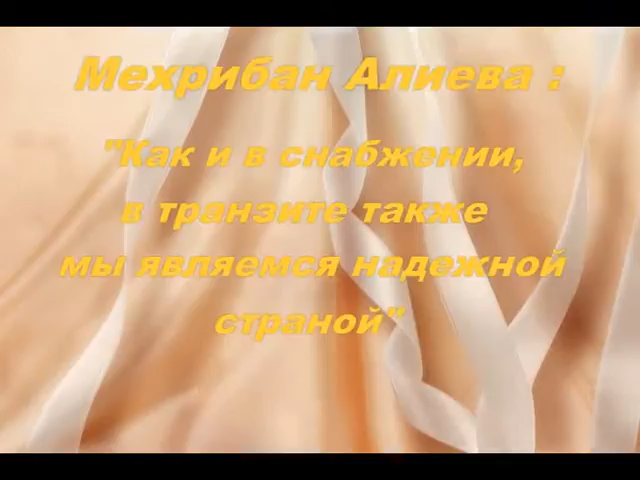 Мехрибан Алиева :
"Как и в снабжении,
в транзите также
мы являемся надежной
страной"